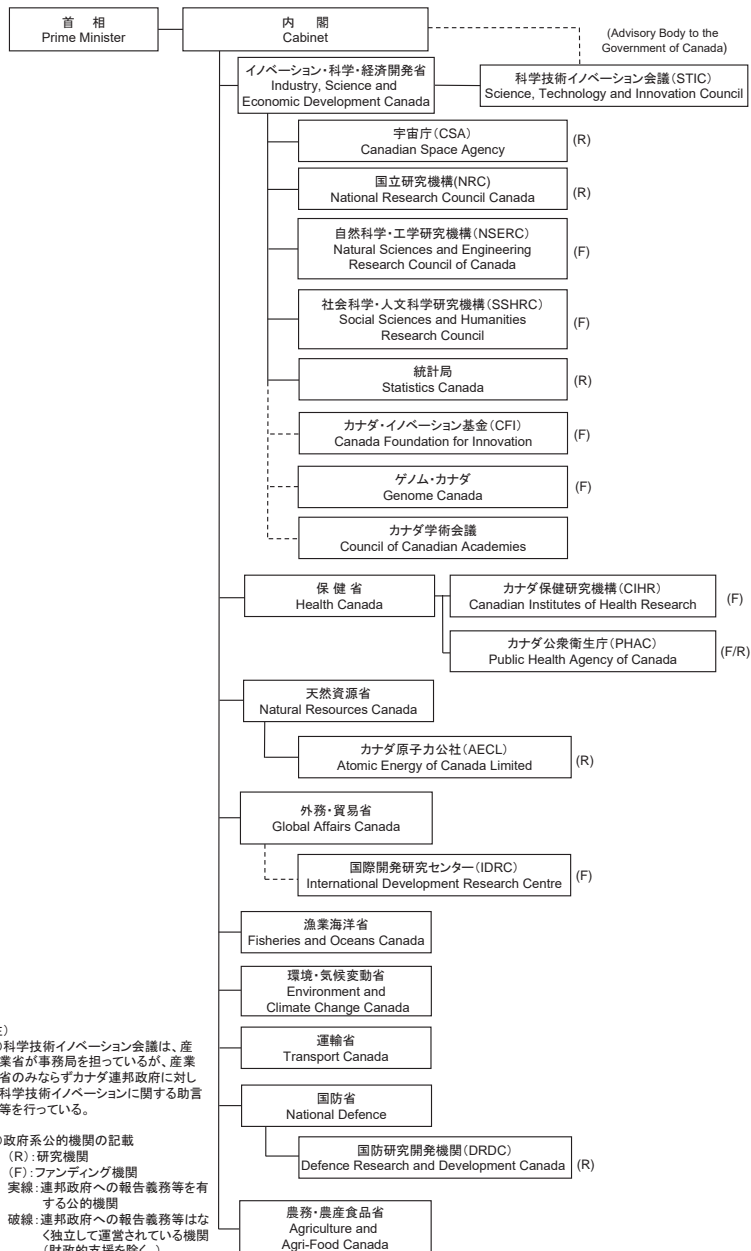 首　相
Prime Minister
内　閣
Cabinet
(Advisory Body to the
Government of Canada)
イノベーション・科学・経済開発省
Industry, Science and
Economic Development Canada
科学技術イノベーション会議(STIC)
Science, Technology and Innovation Council
宇宙庁(CSA)
Canadian Space Agency
(R)
国立研究機構(NRC)
National Research Council Canada
(R)
自然科学・工学研究機構(NSERC)
Natural Sciences and Engineering
Research Council of Canada
(F)
社会科学・人文科学研究機構(SSHRC)
Social Sciences and Humanities
Research Council
(F)
統計局
Statistics Canada
(R)
カナダ・イノベーション基金(CFI)
Canada Foundation for Innovation
(F)
ゲノム・カナダ
Genome Canada
(F)
カナダ学術会議
Council of Canadian Academies
保 健 省
Health Canada
カナダ保健研究機構(CIHR)
Canadian Institutes of Health Research
(F)
カナダ公衆衛生庁(PHAC)
Public Health Agency of Canada
(F/R)
天然資源省
Natural Resources Canada
カナダ原子力公社(AECL)
Atomic Energy of Canada Limited
(R)
外務・貿易省
Global Affairs Canada
国際開発研究センター(IDRC)
International Development Research Centre
(F)
漁業海洋省
Fisheries and Oceans Canada
環境・気候変動省
Environment and
Climate Change Canada
運輸省
Transport Canada
国防省
National Defence
国防研究開発機関(DRDC)
Defence Research and Development Canada
(R)
農務・農産食品省
Agriculture and
Agri-Food Canada
)
)科学技術イノベーション会議は、産
業省が事務局を担っているが、産業
省のみならずカナダ連邦政府に対し
科学技術イノベーションに関する助言
等を行っている。
)政府系公的機関の記載
(R):研究機関
(F):ファンディング機関
実線:連邦政府への報告義務等を有
する公的機関
破線:連邦政府への報告義務等はな
く独立して運営されている機関
(財政的支援を除く。)